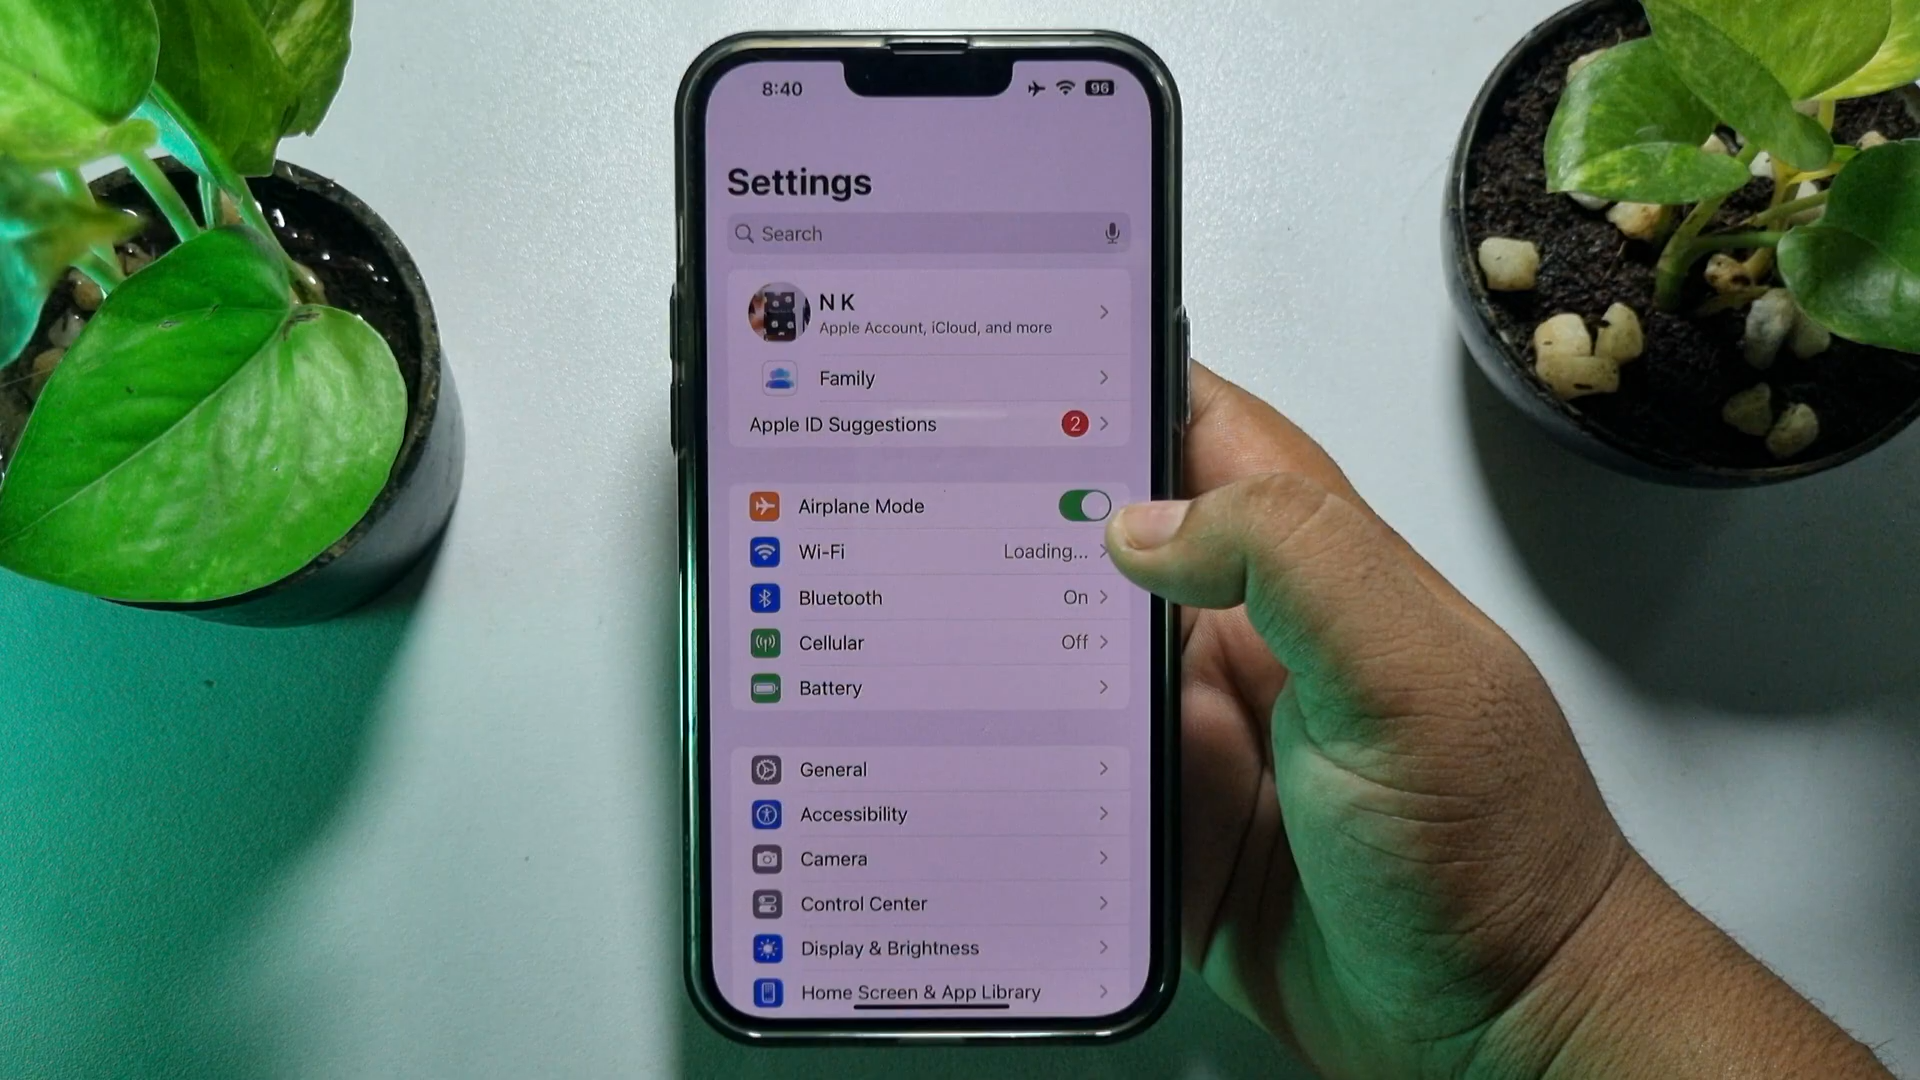 8:40 96
Settings
Search
N K
Apple Account, iCloud, and more
Family
Apple ID Suggestions 2
Airplane Mode
Wi-Fi Loading...
Bluetooth On
Cellular Off
Battery
General
Accessibility
Camera
Control Center
Display & Brightness
Home Screen & App Library